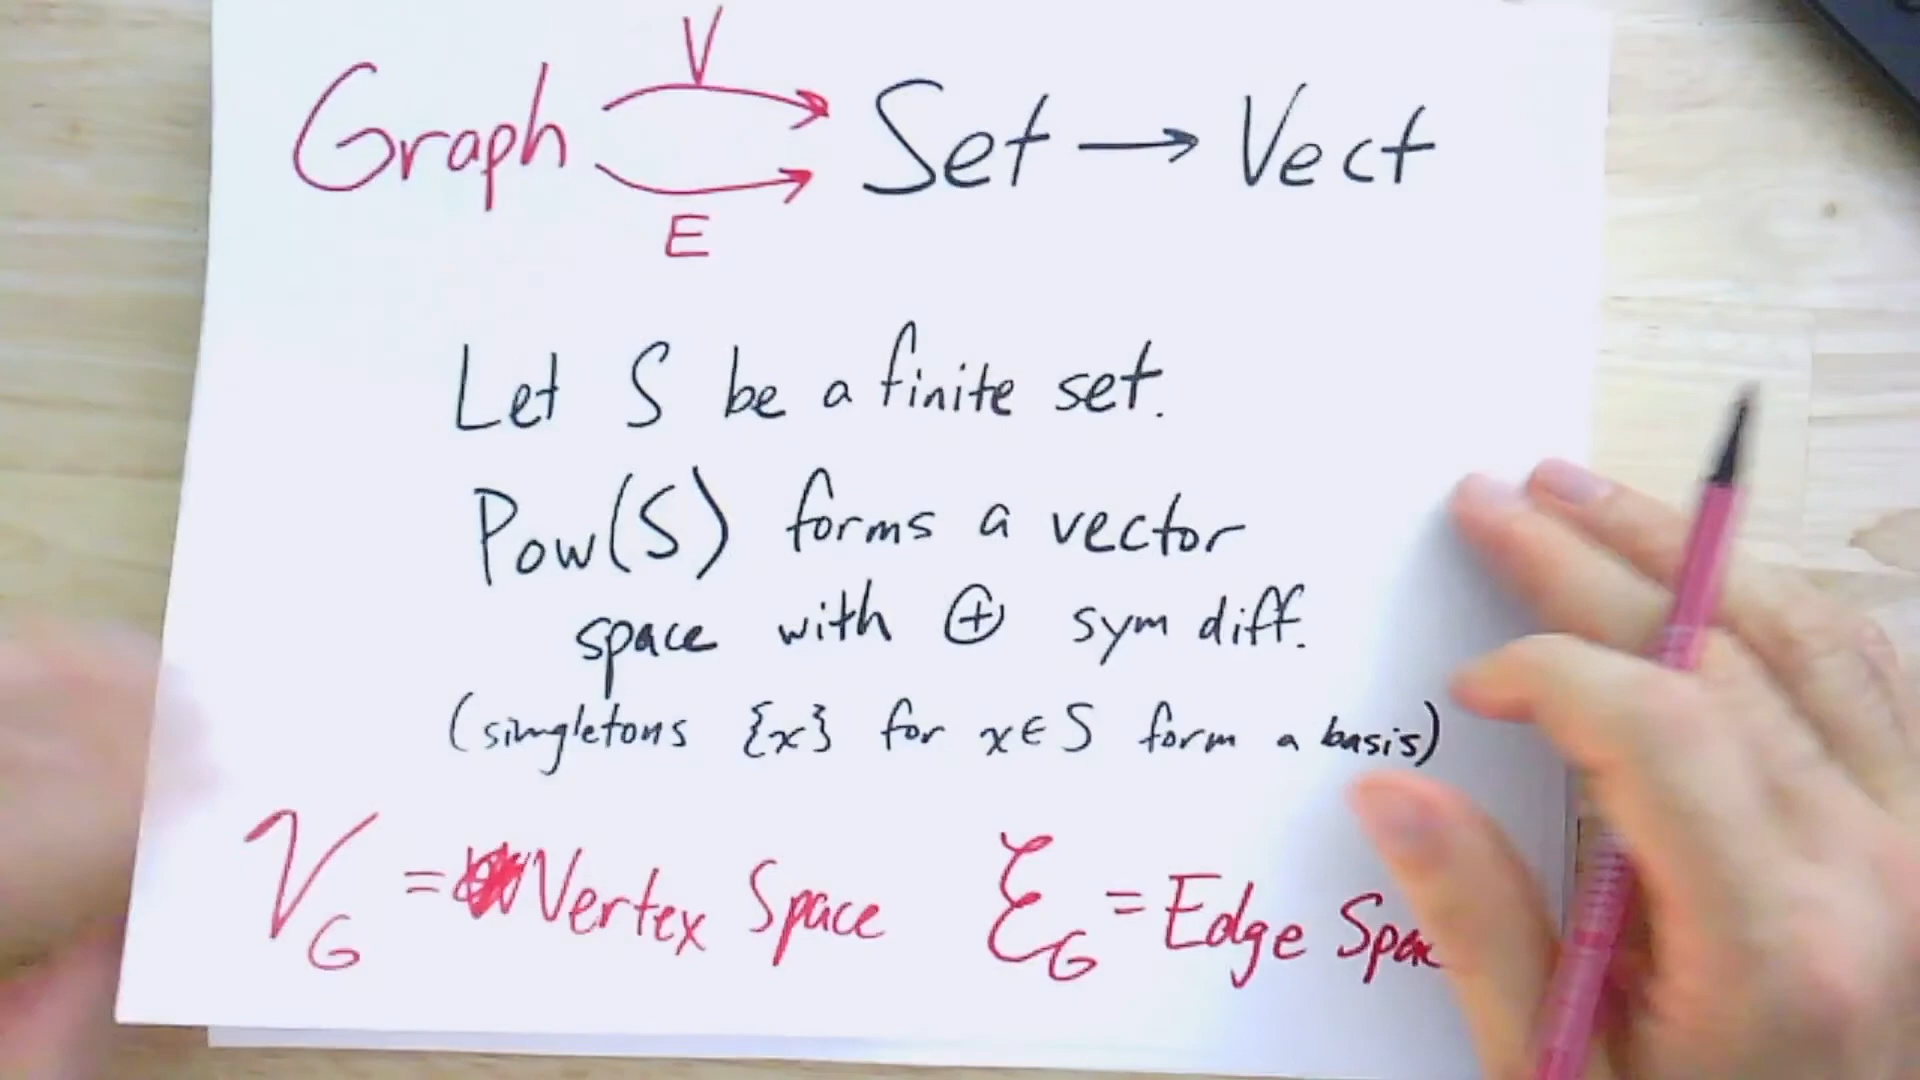 V
Graph Set → Vect
E
Let S be a finite set.
Pow(S) forms a vector
space with ⊕ sym diff.
(singletons {x} for x∈S form a basis)
𝒱_G = Vertex Space ℰ_G = Edge Spac